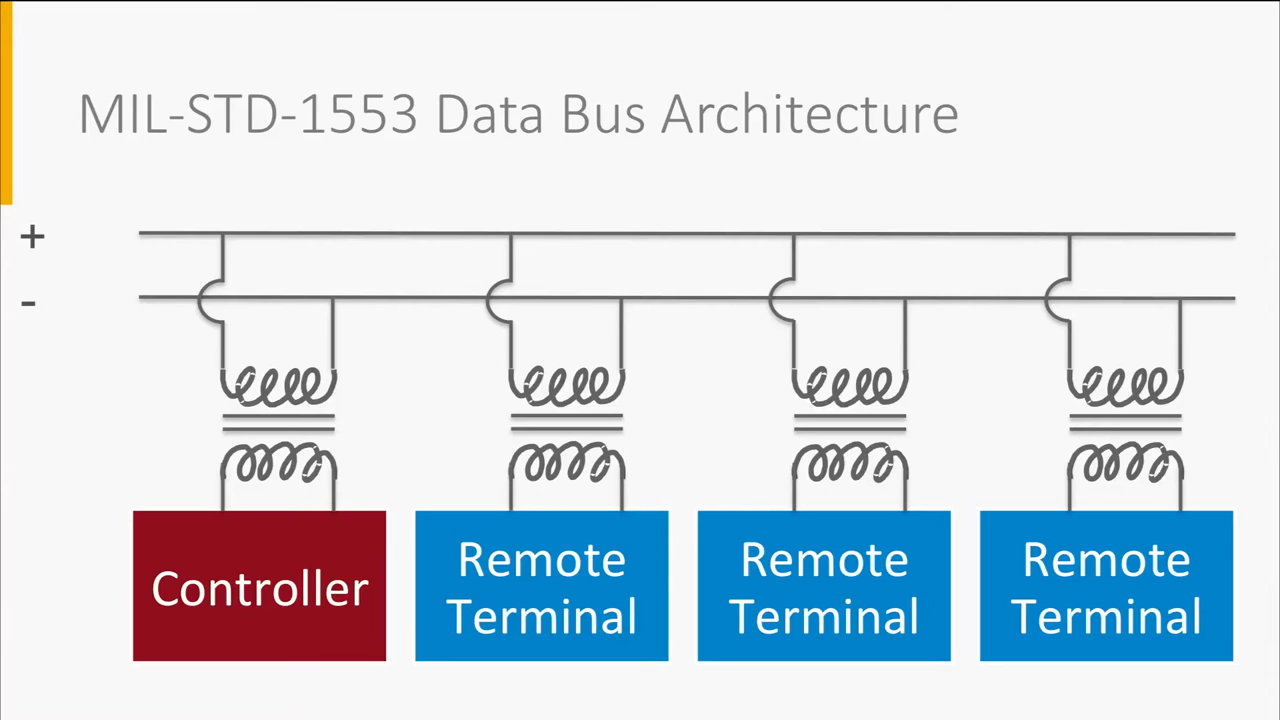 MIL-STD-1553 Data Bus Architecture
+
-
Controller
Remote
Terminal
Remote
Terminal
Remote
Terminal